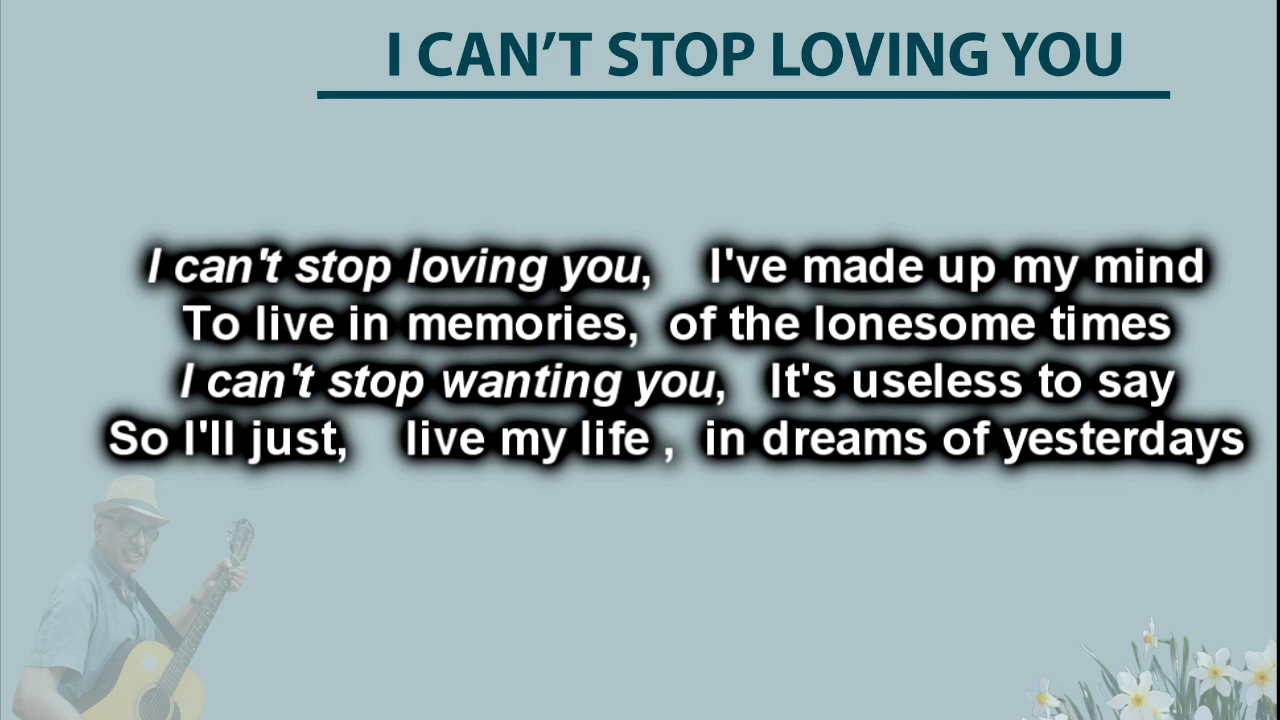 I CAN’T STOP LOVING YOU
I can't stop loving you, I've made up my mind
To live in memories, of the lonesome times
I can't stop wanting you, It's useless to say
So I'll just, live my life , in dreams of yesterdays